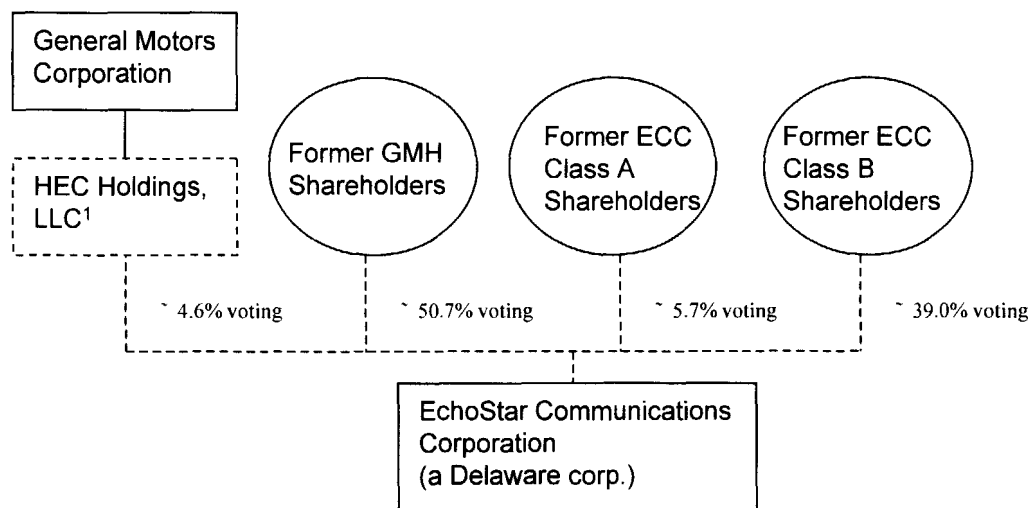 General Motors
Corporation
HEC Holdings,
LLC¹
Former GMH
Shareholders
Former ECC
Class A
Shareholders
Former ECC
Class B
Shareholders
~ 4.6% voting
~ 50.7% voting
~ 5.7% voting
~ 39.0% voting
EchoStar Communications
Corporation
(a Delaware corp.)